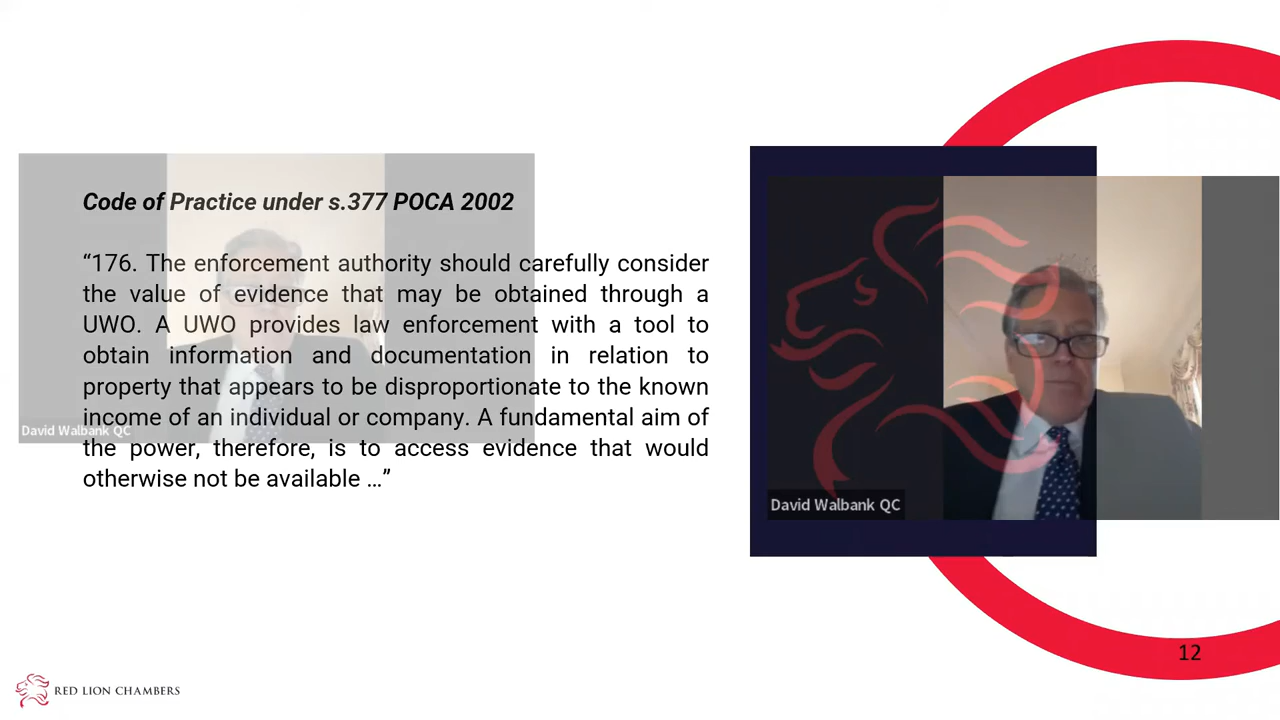 Code of Practice under s.377 POCA 2002
“176. The enforcement authority should carefully consider
the value of evidence that may be obtained through a
UWO. A UWO provides law enforcement with a tool to
obtain information and documentation in relation to
property that appears to be disproportionate to the known
income of an individual or company. A fundamental aim of
the power, therefore, is to access evidence that would
otherwise not be available ...”
David Walbank QC
David Walbank QC
12
RED LION CHAMBERS